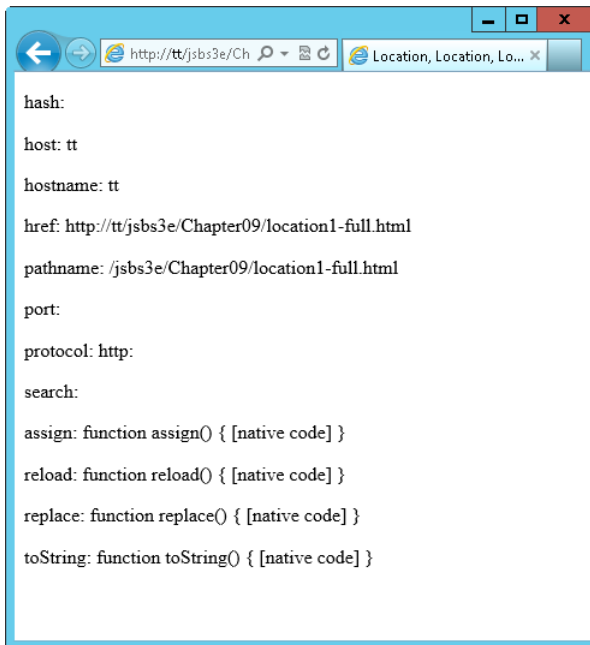 http://tt/jsbs3e/Ch
Location, Location, Lo...
hash:
host: tt
hostname: tt
href: http://tt/jsbs3e/Chapter09/location1-full.html
pathname: /jsbs3e/Chapter09/location1-full.html
port:
protocol: http:
search:
assign: function assign() { [native code] }
reload: function reload() { [native code] }
replace: function replace() { [native code] }
toString: function toString() { [native code] }